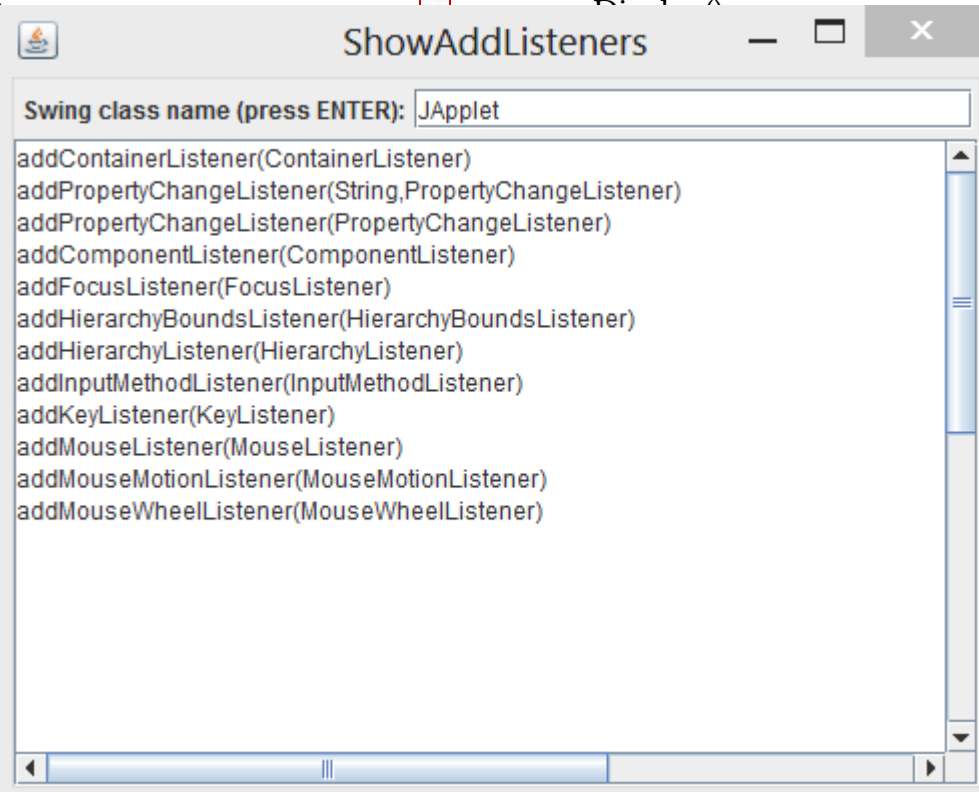 ShowAddListeners
Swing class name (press ENTER): JApplet
addContainerListener(ContainerListener)
addPropertyChangeListener(String,PropertyChangeListener)
addPropertyChangeListener(PropertyChangeListener)
addComponentListener(ComponentListener)
addFocusListener(FocusListener)
addHierarchyBoundsListener(HierarchyBoundsListener)
addHierarchyListener(HierarchyListener)
addInputMethodListener(InputMethodListener)
addKeyListener(KeyListener)
addMouseListener(MouseListener)
addMouseMotionListener(MouseMotionListener)
addMouseWheelListener(MouseWheelListener)